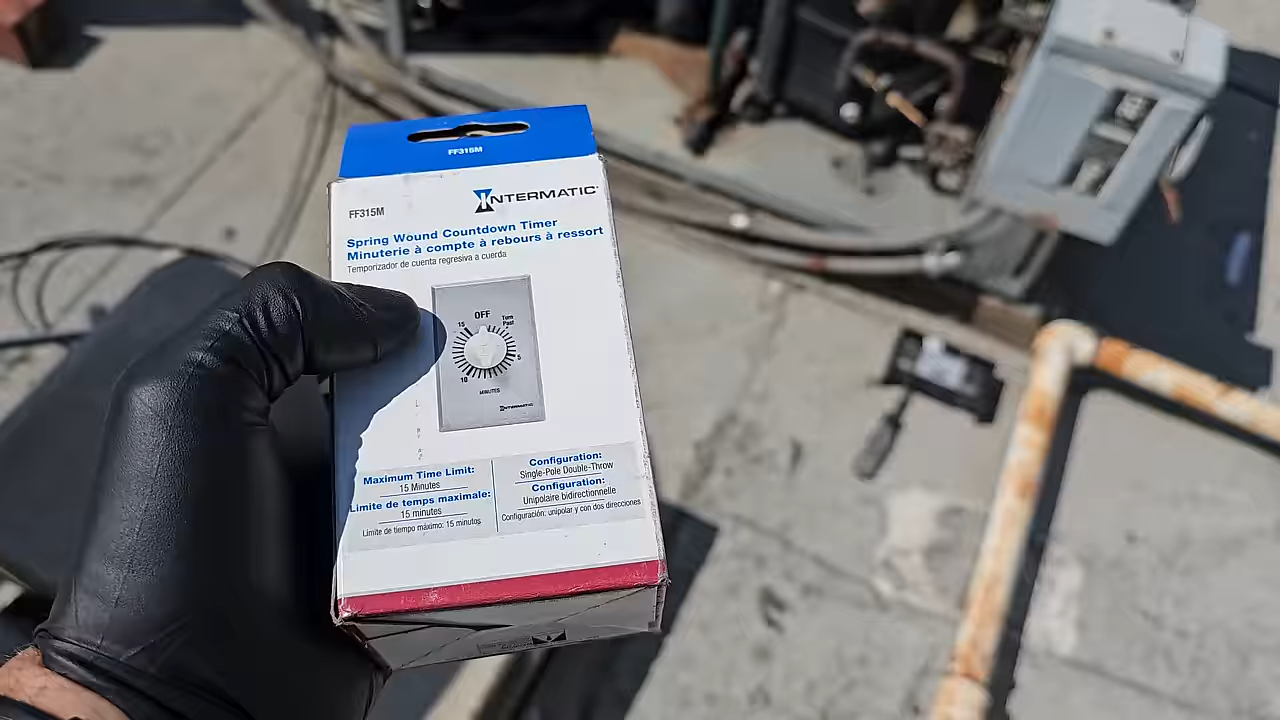 FF315M
INTERMATIC
FF315M
Spring Wound Countdown Timer
Minuterie à compte à rebours à ressort
Temporizador de cuenta regresiva a cuerda
OFF
Turn Past
15
5
10
MINUTES
INTERMATIC
Maximum Time Limit:
15 Minutes
Limite de temps maximale:
15 minutes
Límite de tiempo máximo: 15 minutos
Configuration:
Single-Pole Double-Throw
Configuration:
Unipolaire bidirectionnelle
Configuración: unipolar y con dos direcciones